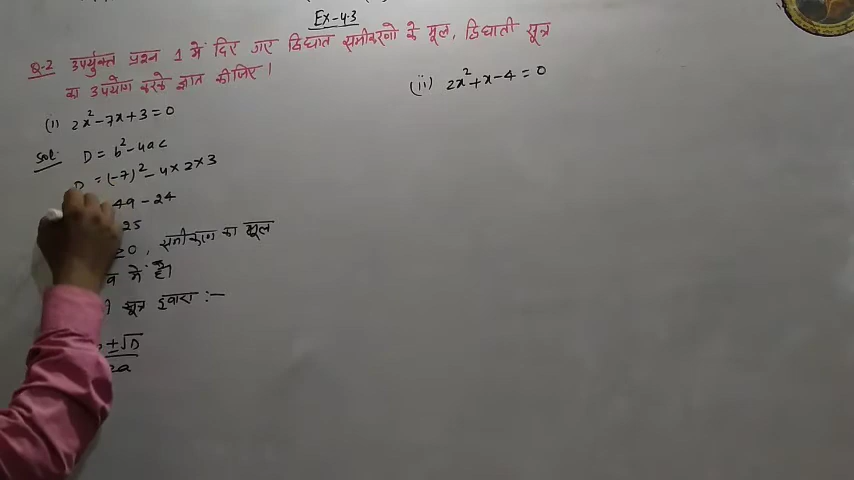 Ex-4.3
Q-2 उपर्युक्त प्रश्न 1 में दिए गए द्विघात समीकरणों के मूल, द्विघाती सूत्र
का उपयोग करके ज्ञात कीजिए।
(i) 2x²-7x+3=0
Sol: D = b²-4ac
D = (-7)²-4×2×3
49-24
25
≥0, समीकरण का मूल
में है।
सूत्र द्वारा :-
±√D
2a
(ii) 2x²+x-4=0